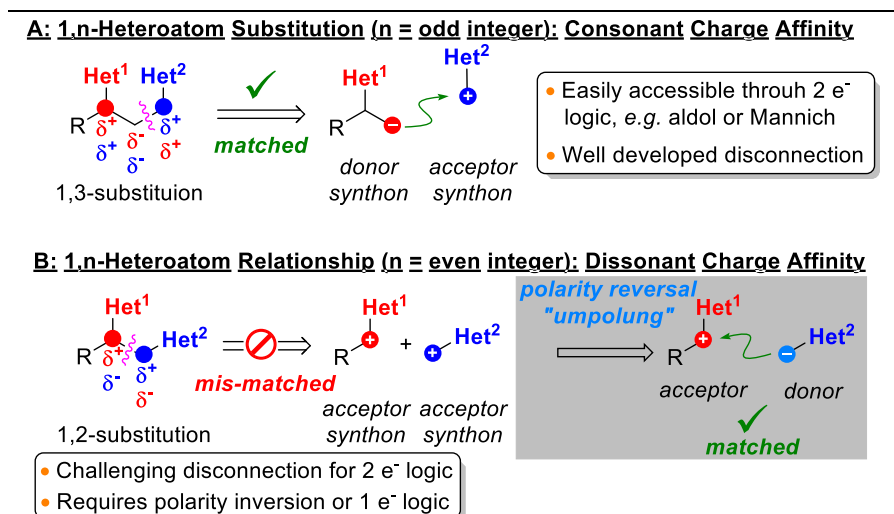 A: 1,n-Heteroatom Substitution (n = odd integer): Consonant Charge Affinity
Het¹ Het²
R
δ⁺ δ⁻ δ⁺
δ⁺ δ⁻ δ⁺
1,3-substituion
matched
Het¹
R
−
donor
synthon
Het²
+
acceptor
synthon
• Easily accessible throuh 2 e⁻
logic, e.g. aldol or Mannich
• Well developed disconnection
B: 1,n-Heteroatom Relationship (n = even integer): Dissonant Charge Affinity
Het¹
Het²
R
δ⁺
δ⁻ δ⁺
δ⁻
1,2-substitution
mis-matched
Het¹
R
+
+
+
Het²
acceptor acceptor
synthon synthon
polarity reversal
"umpolung"
Het¹
R
+
−
Het²
acceptor donor
matched
• Challenging disconnection for 2 e⁻ logic
• Requires polarity inversion or 1 e⁻ logic